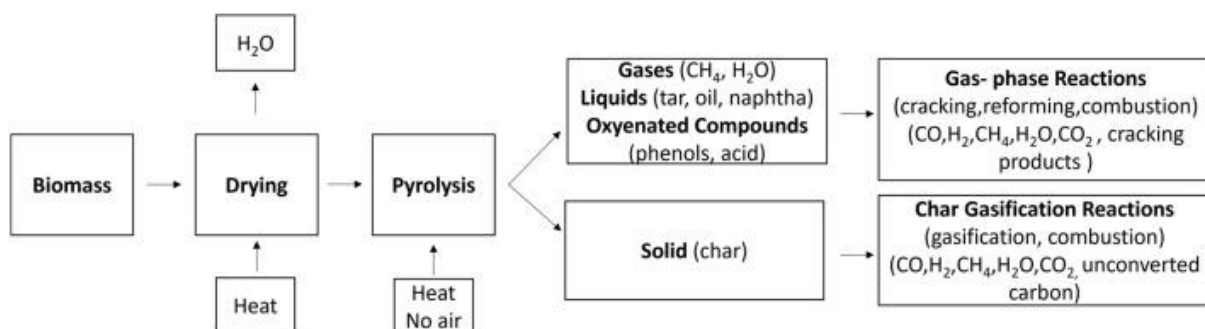 H₂O
Biomass
Drying
Pyrolysis
Heat
Heat
No air
Gases (CH₄, H₂O)
Liquids (tar, oil, naphtha)
Oxyenated Compounds
(phenols, acid)
Solid (char)
Gas- phase Reactions
(cracking,reforming,combustion)
(CO,H₂,CH₄,H₂O,CO₂ , cracking
products )
Char Gasification Reactions
(gasification, combustion)
(CO,H₂,CH₄,H₂O,CO₂, unconverted
carbon)